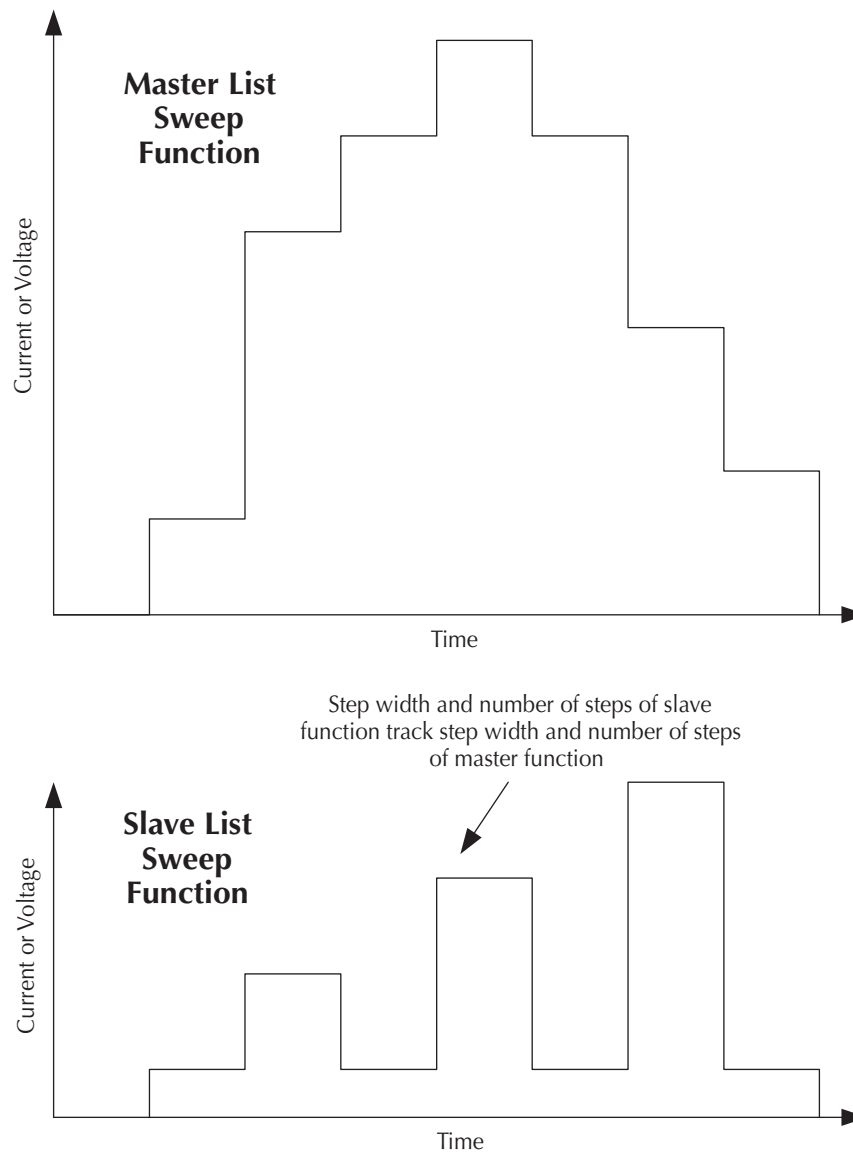 Master List
Sweep
Function
Current or Voltage
Time
Step width and number of steps of slave
function track step width and number of steps
of master function
Slave List
Sweep
Function
Current or Voltage
Time